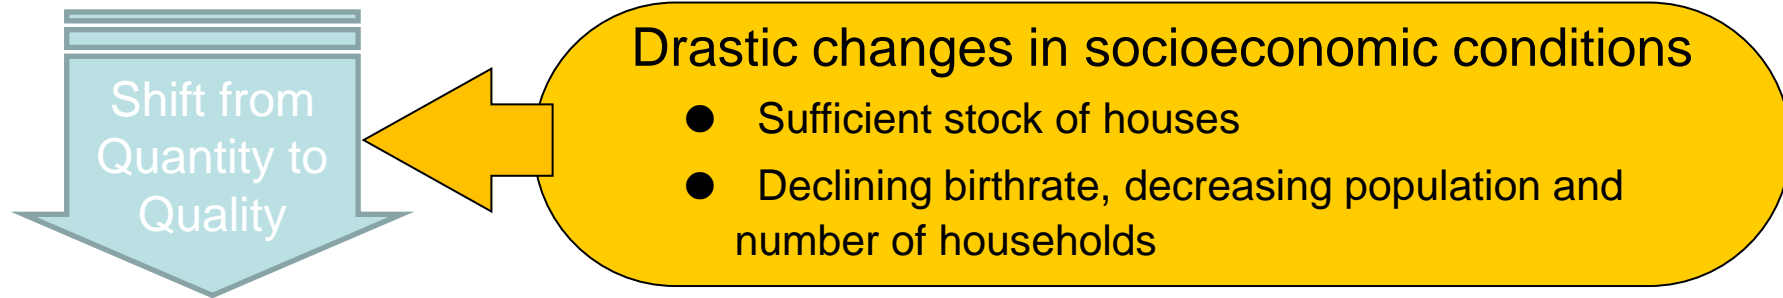 Shift from
Quantity to
Quality
Drastic changes in socioeconomic conditions
● Sufficient stock of houses
● Declining birthrate, decreasing population and
number of households